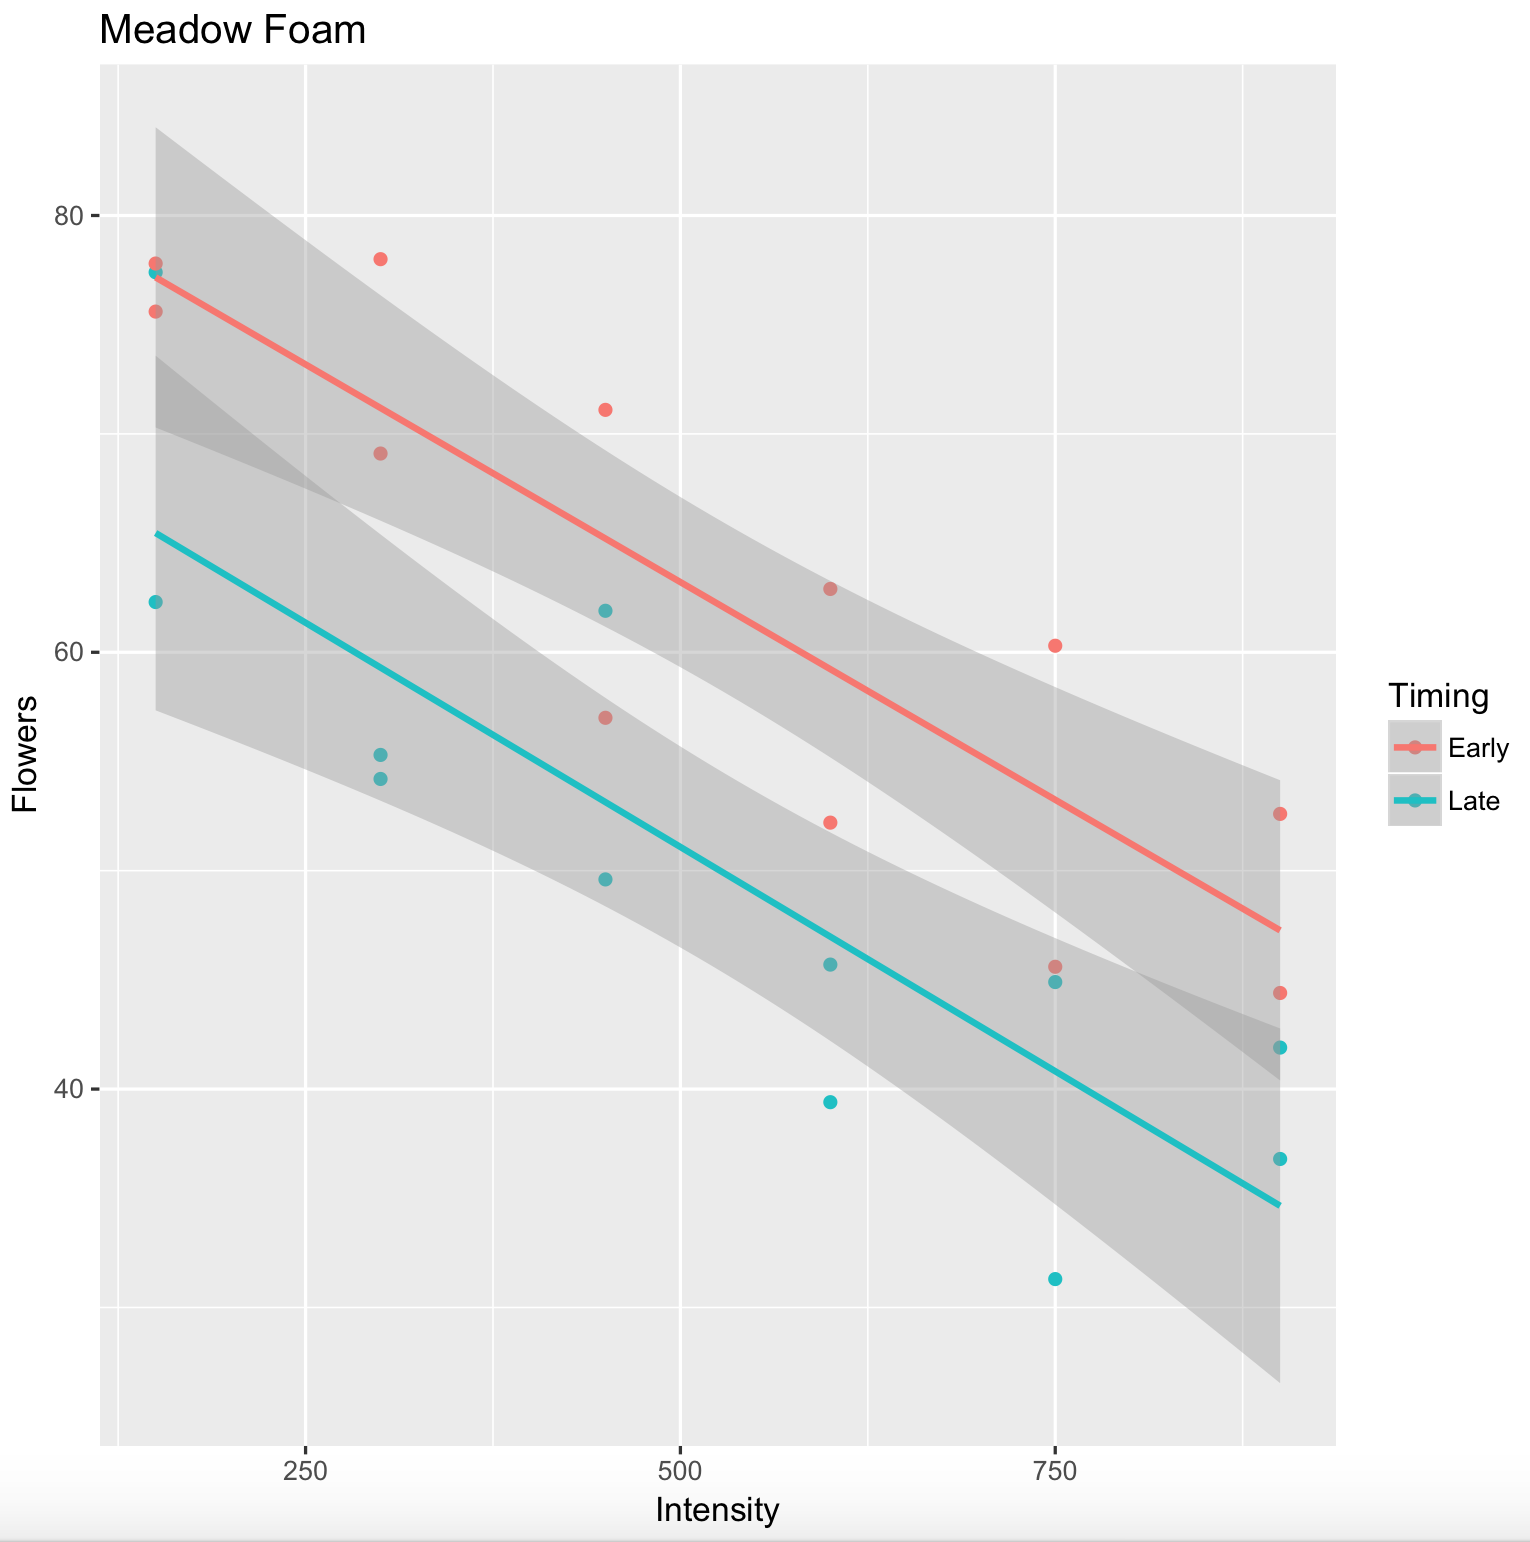 Meadow Foam
80
60
40
Flowers
250 500 750
Intensity
Timing
Early
Late